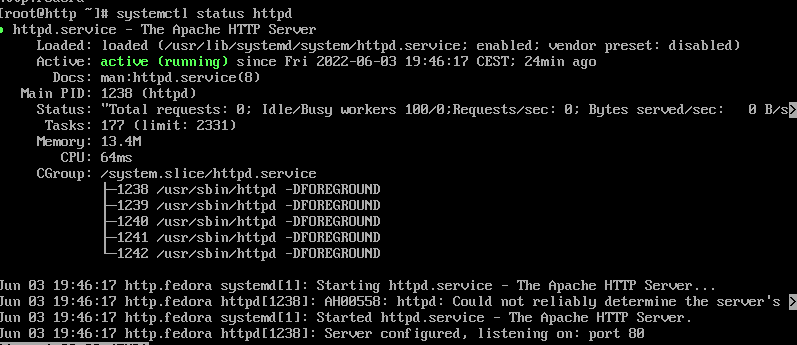 [root@http ~]# systemctl status httpd
● httpd.service - The Apache HTTP Server
Loaded: loaded (/usr/lib/systemd/system/httpd.service; enabled; vendor preset: disabled)
Active: active (running) since Fri 2022-06-03 19:46:17 CEST; 24min ago
Docs: man:httpd.service(8)
Main PID: 1238 (httpd)
Status: "Total requests: 0; Idle/Busy workers 100/0;Requests/sec: 0; Bytes served/sec:   0 B/s>
Tasks: 177 (limit: 2331)
Memory: 13.4M
CPU: 64ms
CGroup: /system.slice/httpd.service
├─1238 /usr/sbin/httpd -DFOREGROUND
├─1239 /usr/sbin/httpd -DFOREGROUND
├─1240 /usr/sbin/httpd -DFOREGROUND
├─1241 /usr/sbin/httpd -DFOREGROUND
└─1242 /usr/sbin/httpd -DFOREGROUND
Jun 03 19:46:17 http.fedora systemd[1]: Starting httpd.service - The Apache HTTP Server...
Jun 03 19:46:17 http.fedora httpd[1238]: AH00558: httpd: Could not reliably determine the server's >
Jun 03 19:46:17 http.fedora systemd[1]: Started httpd.service - The Apache HTTP Server.
Jun 03 19:46:17 http.fedora httpd[1238]: Server configured, listening on: port 80